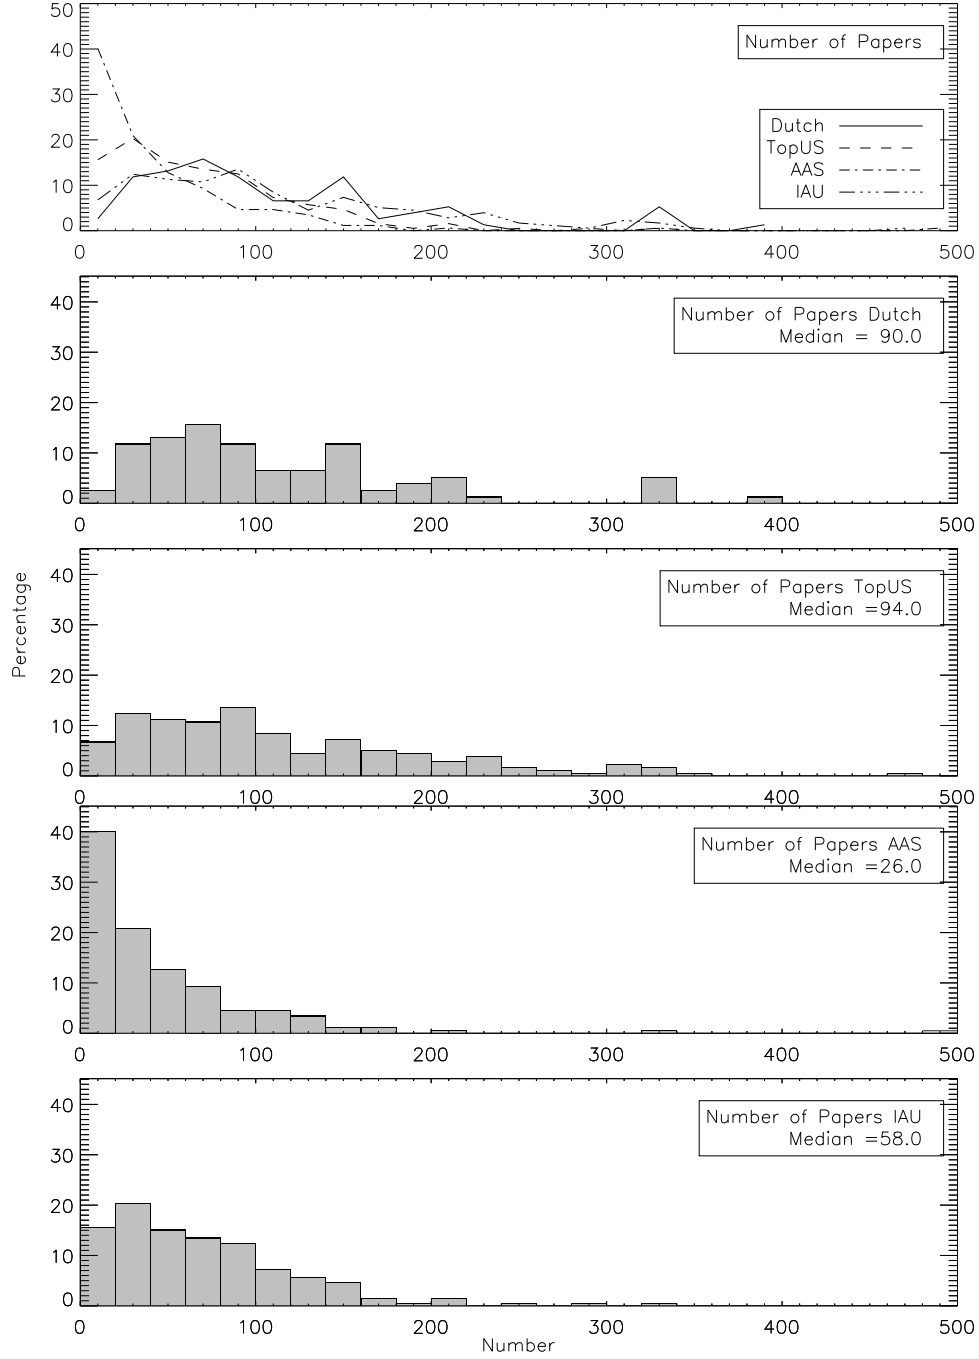 50
40
30
20
10
0
Number of Papers
Dutch
TopUS
AAS
IAU
0 100 200 300 400 500
40
30
20
10
0
Number of Papers Dutch
Median = 90.0
0 100 200 300 400 500
Percentage
40
30
20
10
0
Number of Papers TopUS
Median =94.0
0 100 200 300 400 500
40
30
20
10
0
Number of Papers AAS
Median =26.0
0 100 200 300 400 500
40
30
20
10
0
Number of Papers IAU
Median =58.0
0 100 200 300 400 500
Number